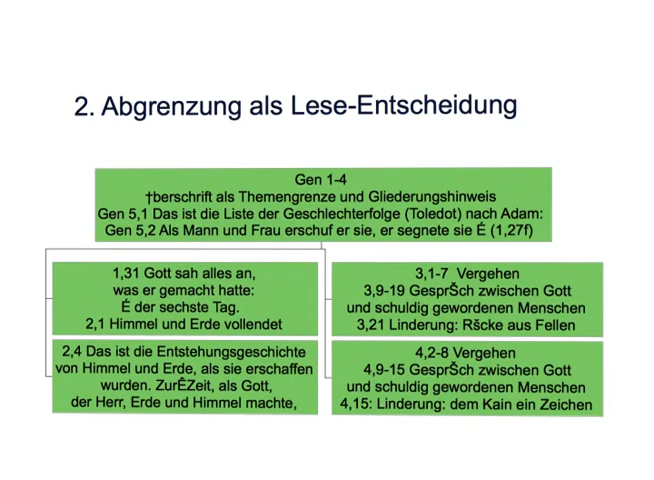 2. Abgrenzung als Lese-Entscheidung
Gen 1-4
†berschrift als Themengrenze und Gliederungshinweis
Gen 5,1 Das ist die Liste der Geschlechterfolge (Toledot) nach Adam:
Gen 5,2 Als Mann und Frau erschuf er sie, er segnete sie É (1,27f)
1,31 Gott sah alles an,
was er gemacht hatte:
É der sechste Tag.
2,1 Himmel und Erde vollendet
2,4 Das ist die Entstehungsgeschichte
von Himmel und Erde, als sie erschaffen
wurden. ZurÊZeit, als Gott,
der Herr, Erde und Himmel machte,
3,1-7 Vergehen
3,9-19 GesprŠch zwischen Gott
und schuldig gewordenen Menschen
3,21 Linderung: Ršcke aus Fellen
4,2-8 Vergehen
4,9-15 GesprŠch zwischen Gott
und schuldig gewordenen Menschen
4,15: Linderung: dem Kain ein Zeichen